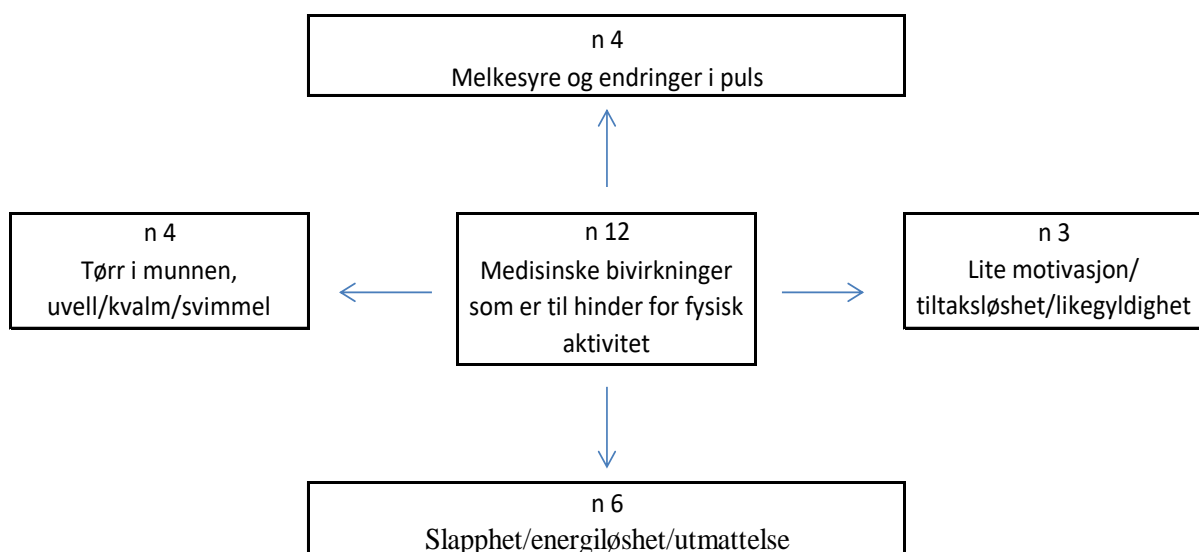 n 4
Melkesyre og endringer i puls
n 4
Tørr i munnen,
uvell/kvalm/svimmel
n 12
Medisinske bivirkninger
som er til hinder for fysisk
aktivitet
n 3
Lite motivasjon/
tiltaksløshet/likegyldighet
n 6
Slapphet/energiløshet/utmattelse